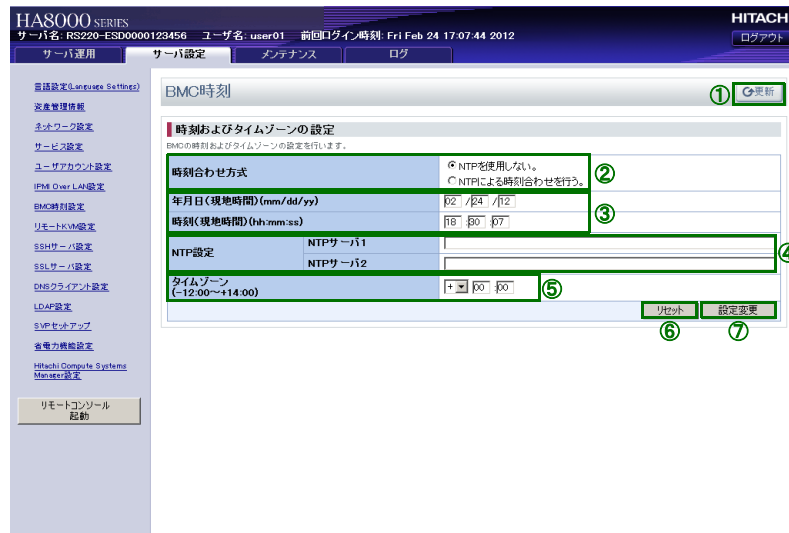 HA8000 SERIES
HITACH
サーバ名: RS220-ESD0000123456 ユーザ名: user01 前回ログイン時刻: Fri Feb 24 17:07:44 2012
ログアウト
サーバ運用 サーバ設定 メンテナンス ログ
言語設定(Language Settings)
資産管理情報
ネットワーク設定
サービス設定
ユーザアカウント設定
IPMI Over LAN設定
BMC時刻設定
リモートKVM設定
SSHサーバ設定
SSLサーバ設定
DNSクライアント設定
LDAP設定
SVPセットアップ
省電力機能設定
Hitachi Compute Systems
Manager設定
リモートコンソール
起動
BMC時刻
① 更新
時刻およびタイムゾーンの設定
BMCの時刻およびタイムゾーンの設定を行います。
時刻合わせ方式
NTPを使用しない。
NTPによる時刻合わせを行う。
②
年月日(現地時間)(mm/dd/yy) 02 /24 /12
時刻(現地時間)(hh:mm:ss) 18 :30 :07
③
NTP設定
NTPサーバ1
NTPサーバ2
④
タイムゾーン
(-12:00～+14:00)
+ 00 :00 ⑤
リセット 設定変更
⑥ ⑦